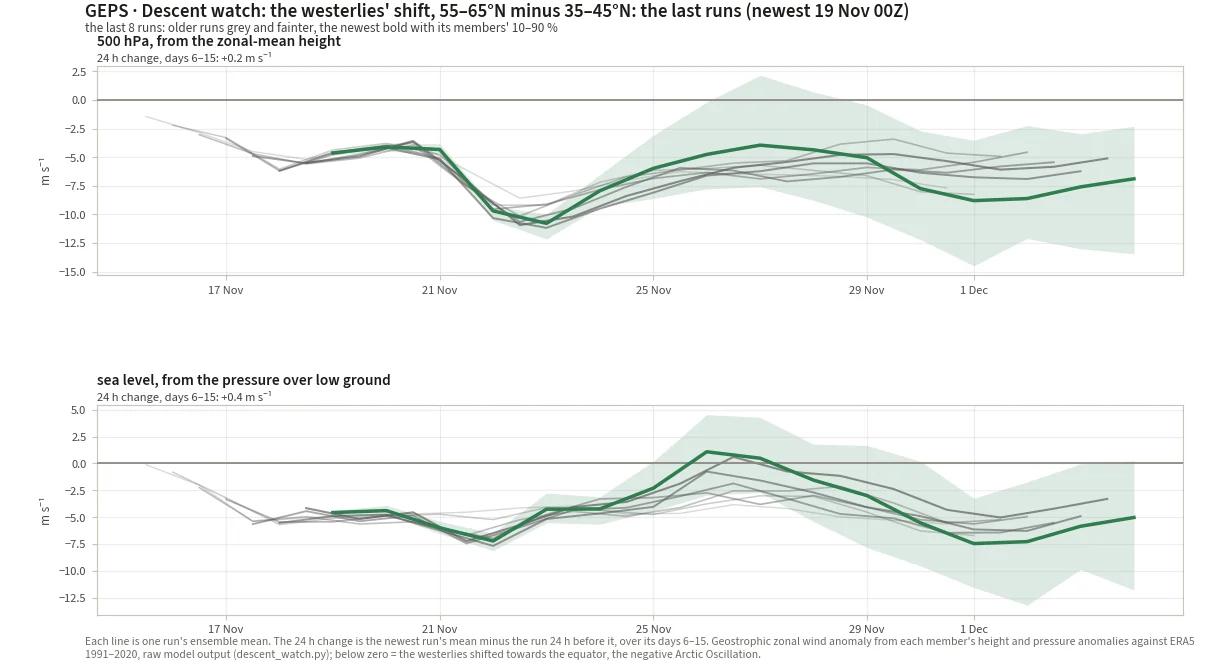 GEPS · Descent watch: the westerlies' shift, 55–65°N minus 35–45°N: the last runs (newest 19 Nov 00Z)
the last 8 runs: older runs grey and fainter, the newest bold with its members' 10–90 %
500 hPa, from the zonal-mean height
24 h change, days 6–15: +0.2 m s⁻¹
2.5
0.0
−2.5
−5.0
−7.5
−10.0
−12.5
−15.0
m s⁻¹
17 Nov
21 Nov
25 Nov
29 Nov
1 Dec
sea level, from the pressure over low ground
24 h change, days 6–15: +0.4 m s⁻¹
5.0
2.5
0.0
−2.5
−5.0
−7.5
−10.0
−12.5
m s⁻¹
17 Nov
21 Nov
25 Nov
29 Nov
1 Dec
Each line is one run's ensemble mean. The 24 h change is the newest run's mean minus the run 24 h before it, over its days 6–15. Geostrophic zonal wind anomaly from each member's height and pressure anomalies against ERA5
1991–2020, raw model output (descent_watch.py); below zero = the westerlies shifted towards the equator, the negative Arctic Oscillation.